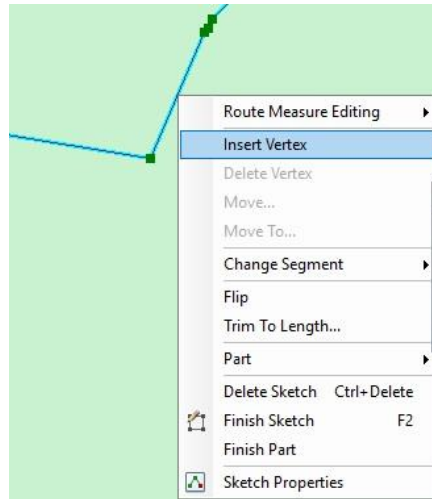 Route Measure Editing
Insert Vertex
Delete Vertex
Move...
Move To...
Change Segment
Flip
Trim To Length...
Part
Delete Sketch Ctrl+Delete
Finish Sketch F2
Finish Part
Sketch Properties